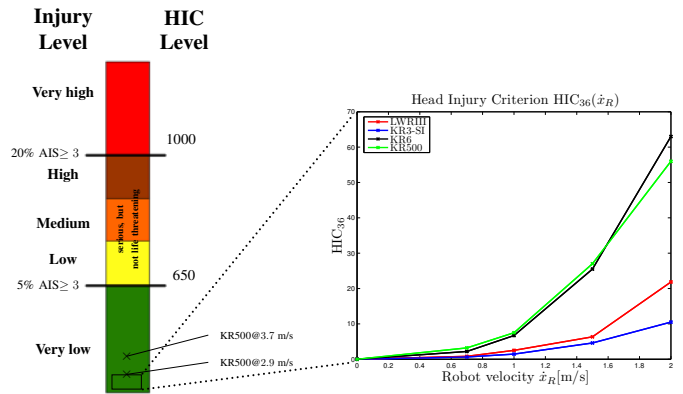 Injury
Level
HIC
Level
Very high
1000
20% AIS≥ 3
High
Medium
serious, but
not life threatening
Low
650
5% AIS≥ 3
Very low
KR500@3.7 m/s
KR500@2.9 m/s
Head Injury Criterion HIC₃₆(ẋ_R)
LWRIII
KR3-SI
KR6
KR500
HIC₃₆
70
60
50
40
30
20
10
0
0 0.2 0.4 0.6 0.8 1 1.2 1.4 1.6 1.8 2
Robot velocity ẋ_R[m/s]